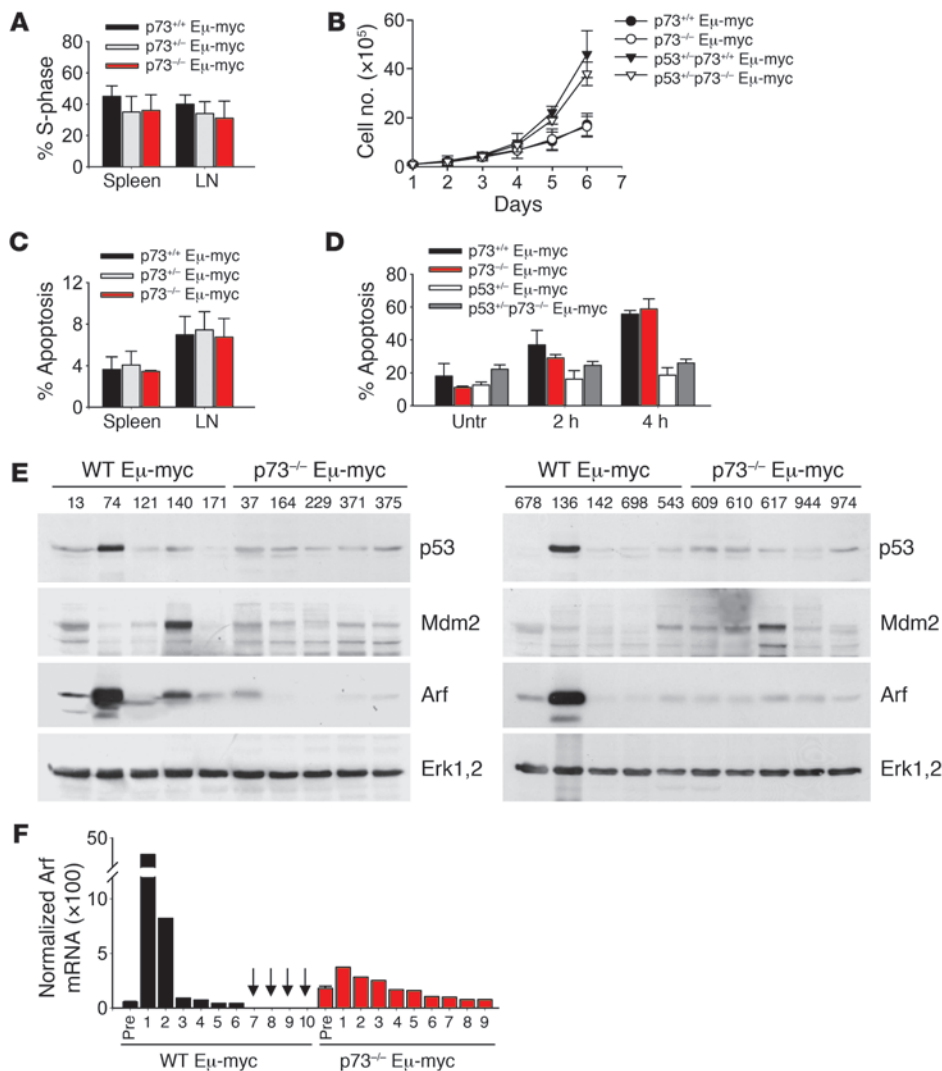 A
p73+/+ Eμ-myc
p73+/– Eμ-myc
p73–/– Eμ-myc
% S-phase
80
60
40
20
0
Spleen LN
B
Cell no. (×10⁵)
60
40
20
0
1 2 3 4 5 6 7
Days
p73+/+ Eμ-myc
p73–/– Eμ-myc
p53+/–p73+/+ Eμ-myc
p53+/–p73–/– Eμ-myc
C
p73+/+ Eμ-myc
p73+/– Eμ-myc
p73–/– Eμ-myc
% Apoptosis
12
8
4
0
Spleen LN
D
p73+/+ Eμ-myc
p73–/– Eμ-myc
p53+/– Eμ-myc
p53+/–p73–/– Eμ-myc
% Apoptosis
80
60
40
20
0
Untr 2 h 4 h
E
WT Eμ-myc p73–/– Eμ-myc
13 74 121 140 171 37 164 229 371 375
p53
Mdm2
Arf
Erk1,2
WT Eμ-myc p73–/– Eμ-myc
678 136 142 698 543 609 610 617 944 974
p53
Mdm2
Arf
Erk1,2
F
Normalized Arf
mRNA (×100)
50
10
5
0
Pre 1 2 3 4 5 6 7 8 9 10 Pre 1 2 3 4 5 6 7 8 9
WT Eμ-myc p73–/– Eμ-myc